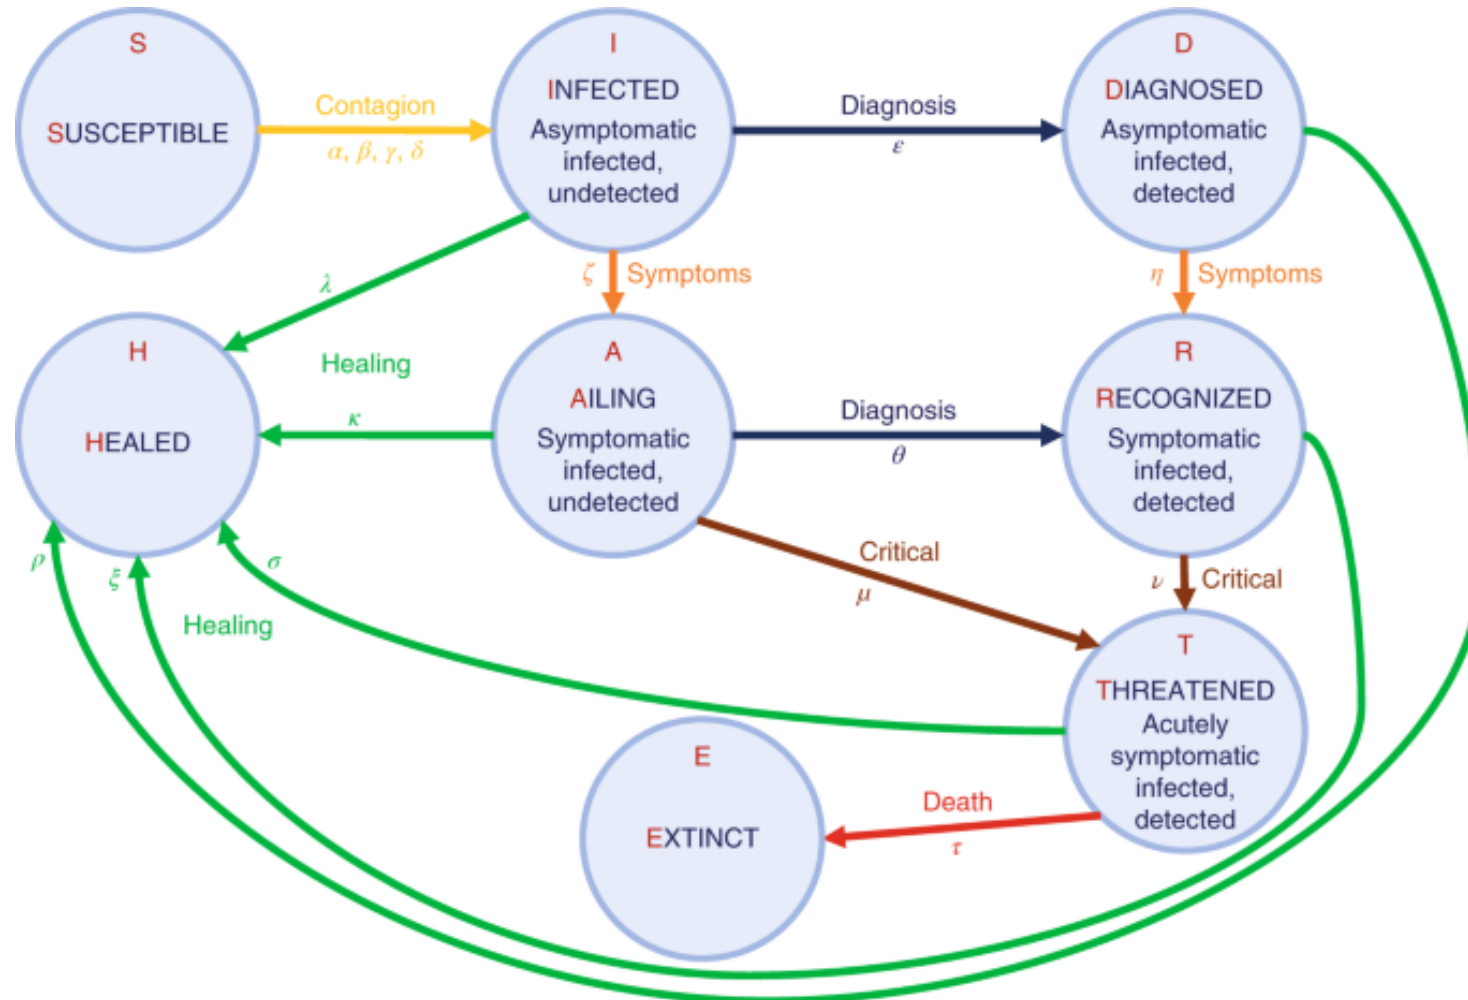 S
SUSCEPTIBLE
Contagion
α, β, γ, δ
I
INFECTED
Asymptomatic
infected,
undetected
Diagnosis
ε
D
DIAGNOSED
Asymptomatic
infected,
detected
λ
ζ
Symptoms
η
Symptoms
H
HEALED
Healing
κ
A
AILING
Symptomatic
infected,
undetected
Diagnosis
θ
R
RECOGNIZED
Symptomatic
infected,
detected
ρ
ξ
σ
Healing
Critical
μ
ν
Critical
T
THREATENED
Acutely
symptomatic
infected,
detected
E
EXTINCT
Death
τ